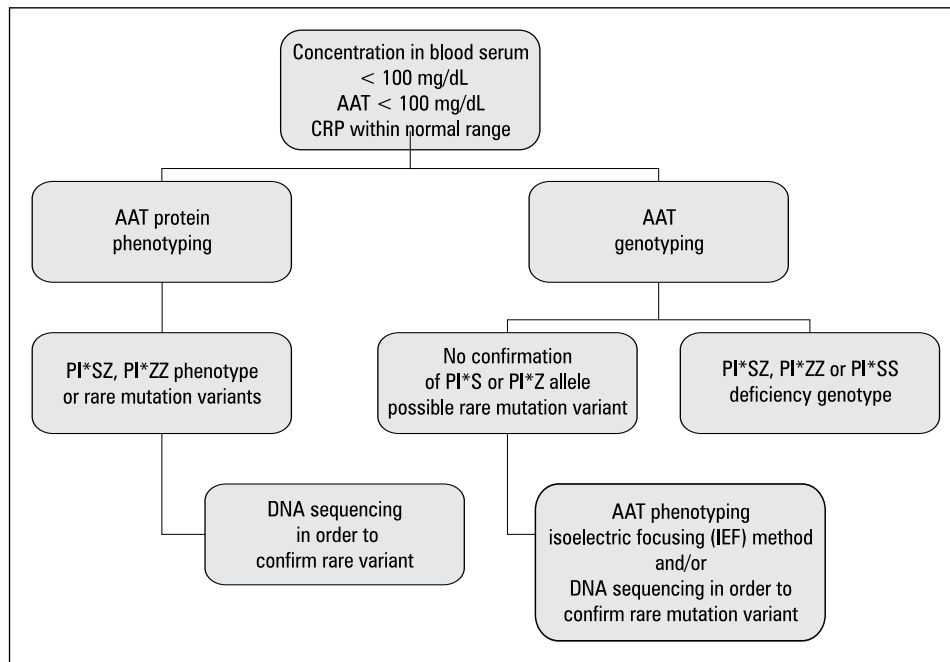 Concentration in blood serum
< 100 mg/dL
AAT < 100 mg/dL
CRP within normal range
AAT protein
phenotyping
AAT
genotyping
PI*SZ, PI*ZZ phenotype
or rare mutation variants
No confirmation
of PI*S or PI*Z allele
possible rare mutation variant
PI*SZ, PI*ZZ or PI*SS
deficiency genotype
DNA sequencing
in order to
confirm rare variant
AAT phenotyping
isoelectric focusing (IEF) method
and/or
DNA sequencing in order to
confirm rare mutation variant